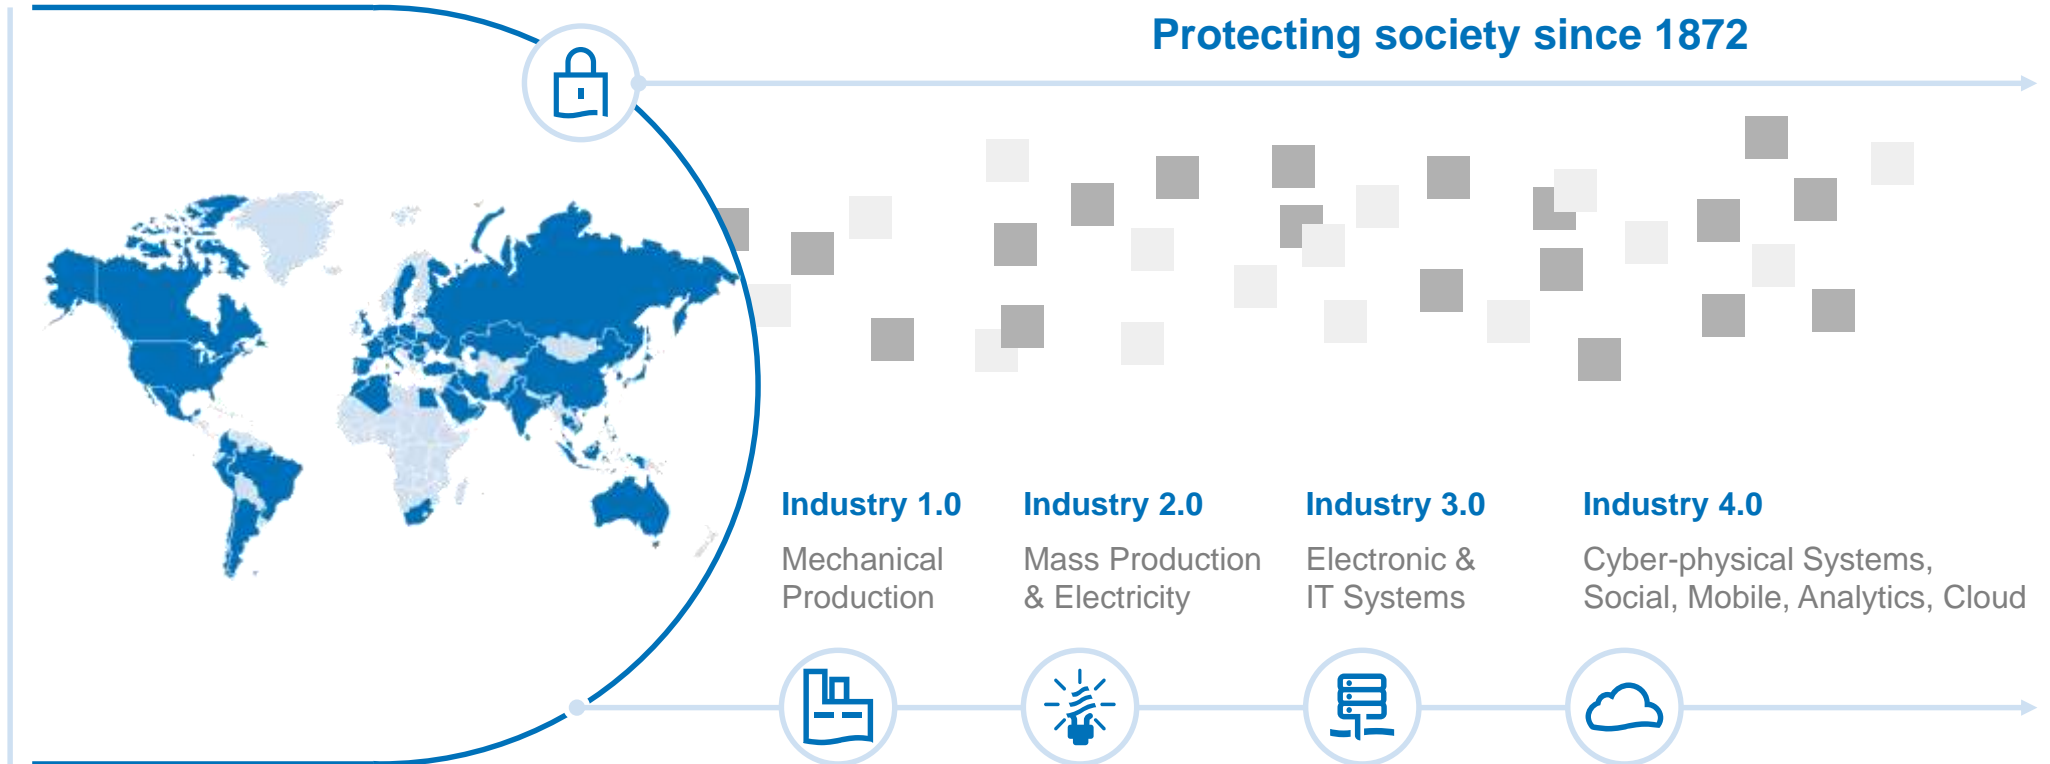 Protecting society since 1872
Industry 1.0
Mechanical
Production
Industry 2.0
Mass Production
& Electricity
Industry 3.0
Electronic &
IT Systems
Industry 4.0
Cyber-physical Systems,
Social, Mobile, Analytics, Cloud